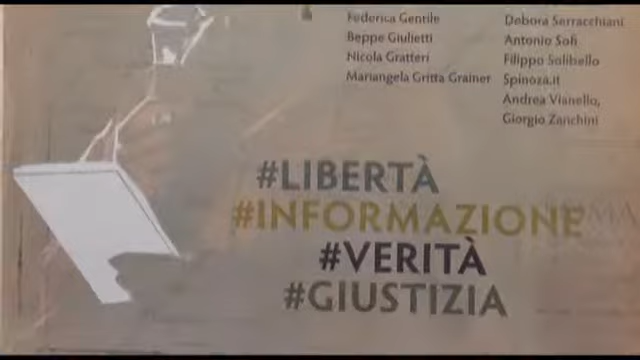 Federica Gentile
Beppe Giulietti
Nicola Gratteri
Mariangela Gritta Grainer
Debora Serracchiani
Antonio Sofi
Filippo Solibello
Spinoza.it
Andrea Vianello,
Giorgio Zanchini
#LIBERTÀ
#INFORMAZIONE
#VERITÀ
#GIUSTIZIA